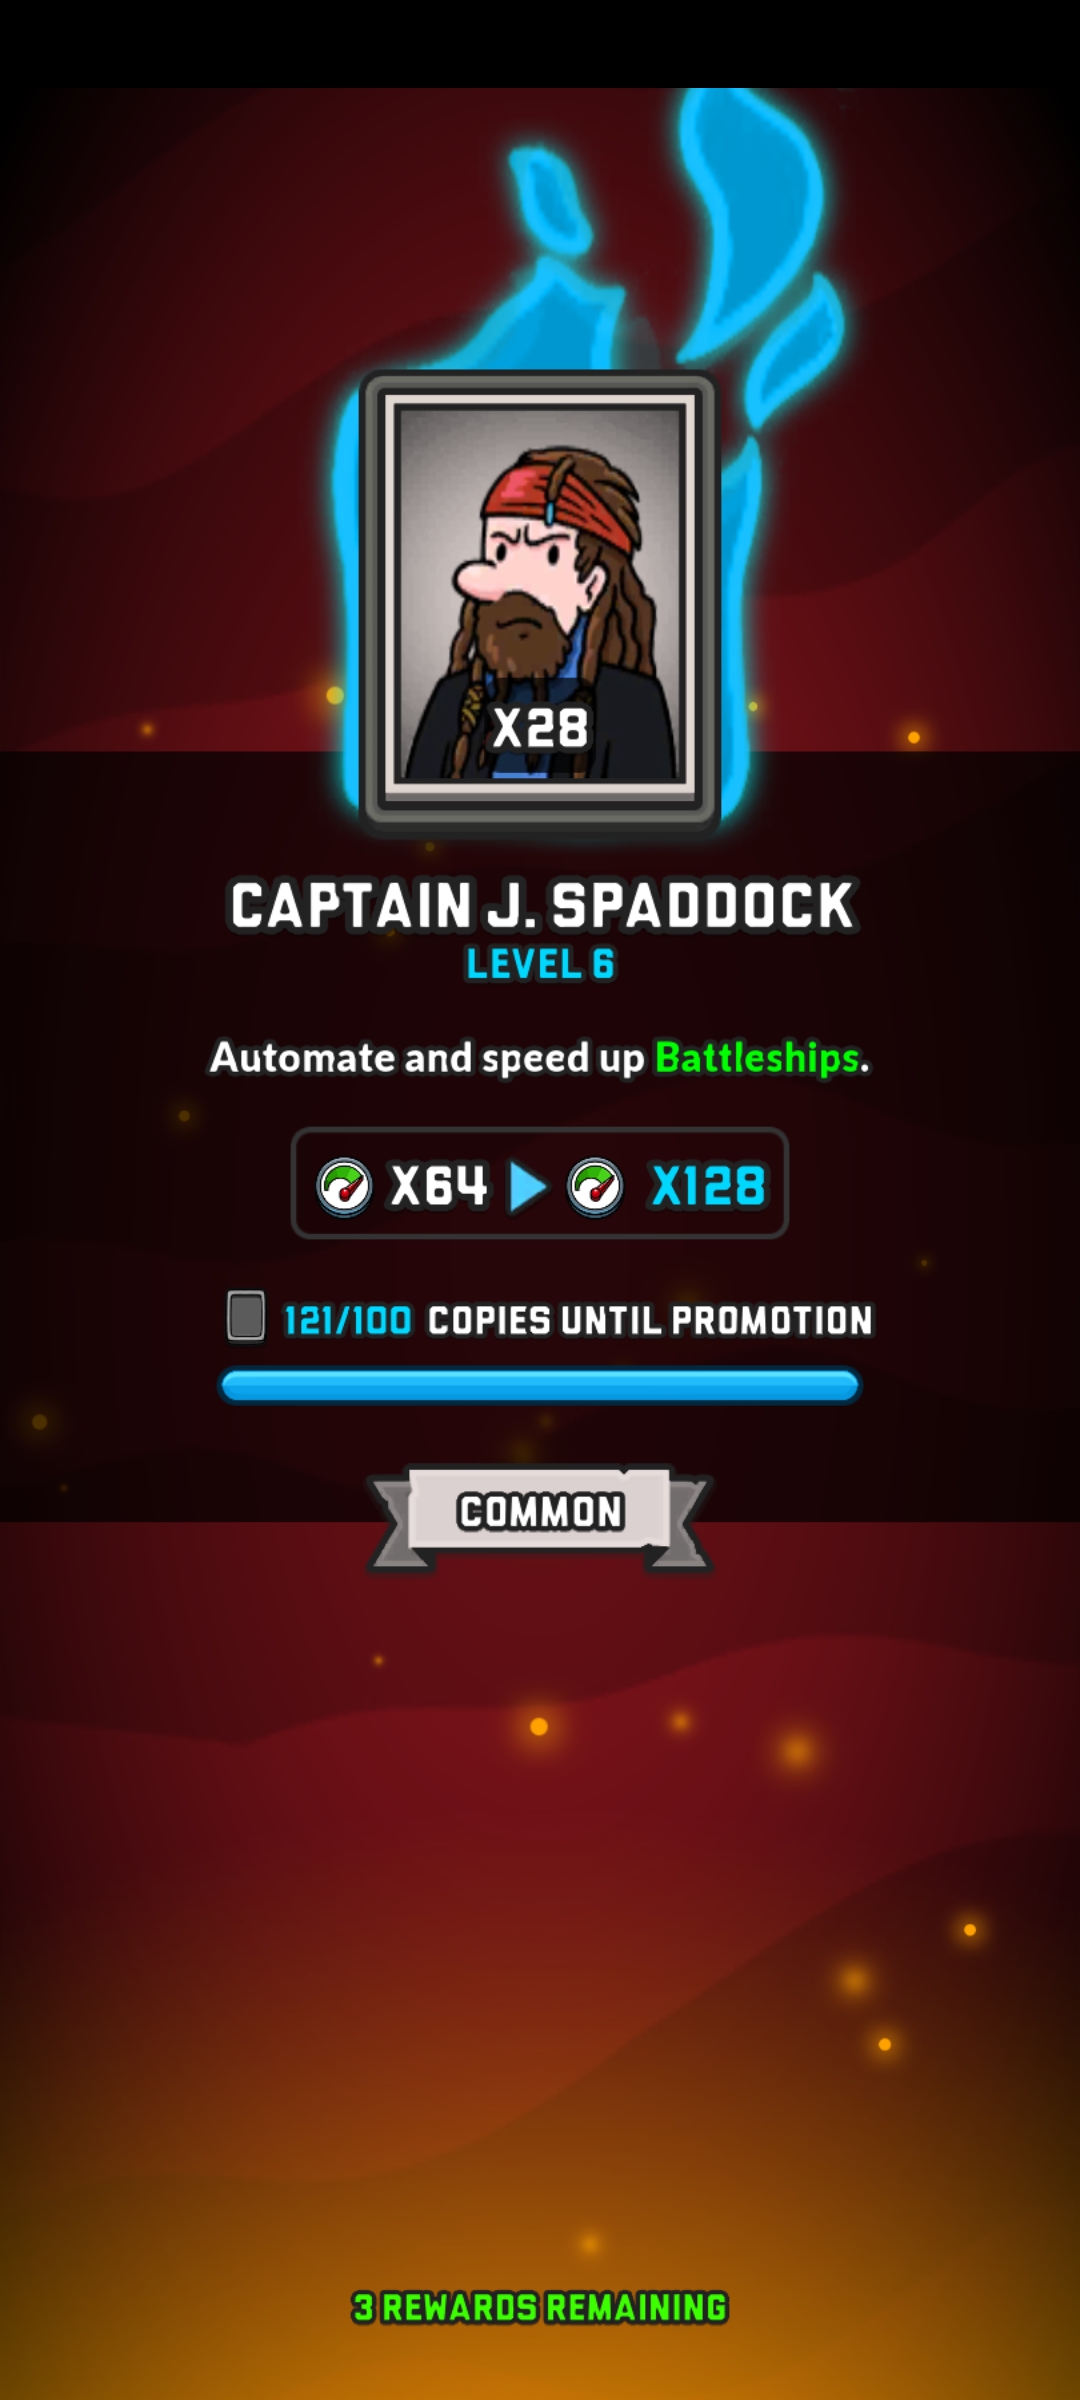 X28
CAPTAIN J. SPADDOCK
LEVEL 6
Automate and speed up Battleships.
X64 X128
121/100 COPIES UNTIL PROMOTION
COMMON
3 REWARDS REMAINING